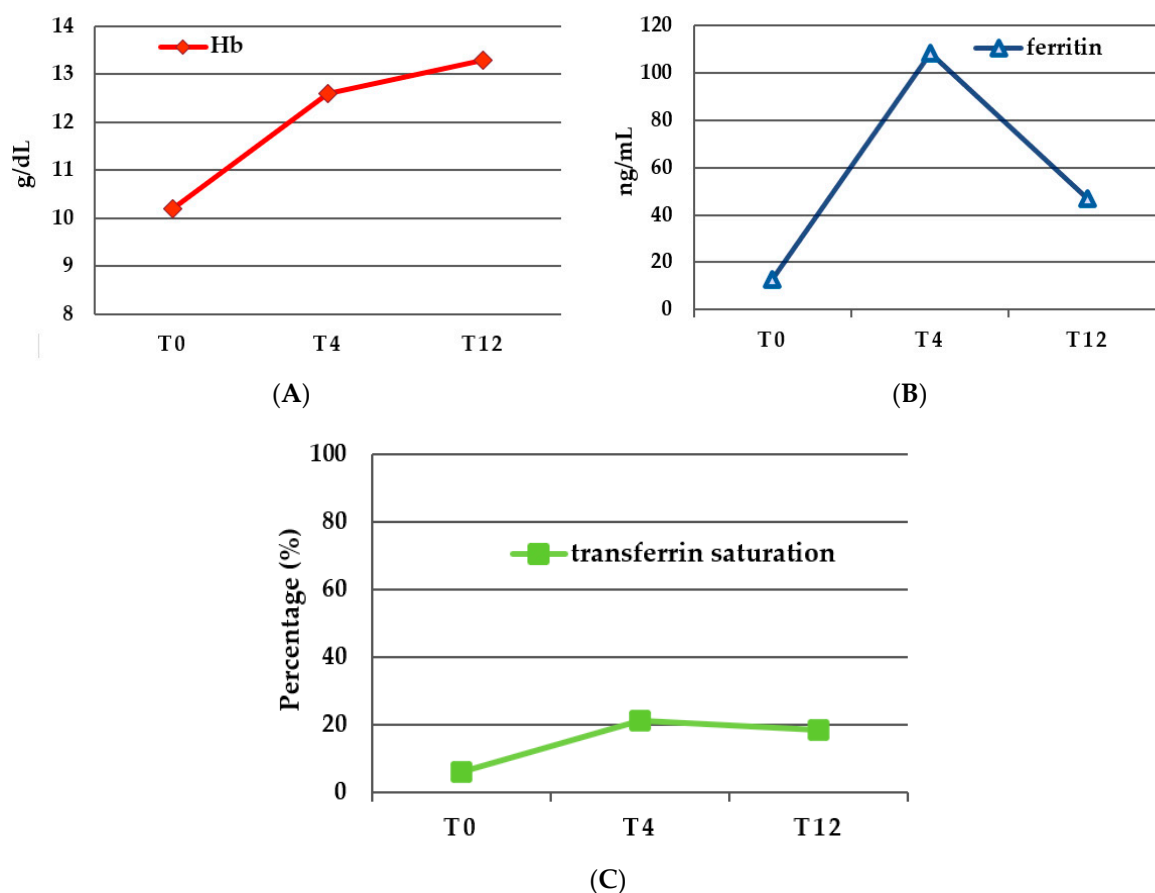 14
13
12
11
10
9
8
g/dL
Hb
T0 T4 T12
(A)
120
100
80
60
40
20
0
ng/mL
ferritin
T0 T4 T12
(B)
100
80
60
40
20
0
Percentage (%)
transferrin saturation
T0 T4 T12
(C)